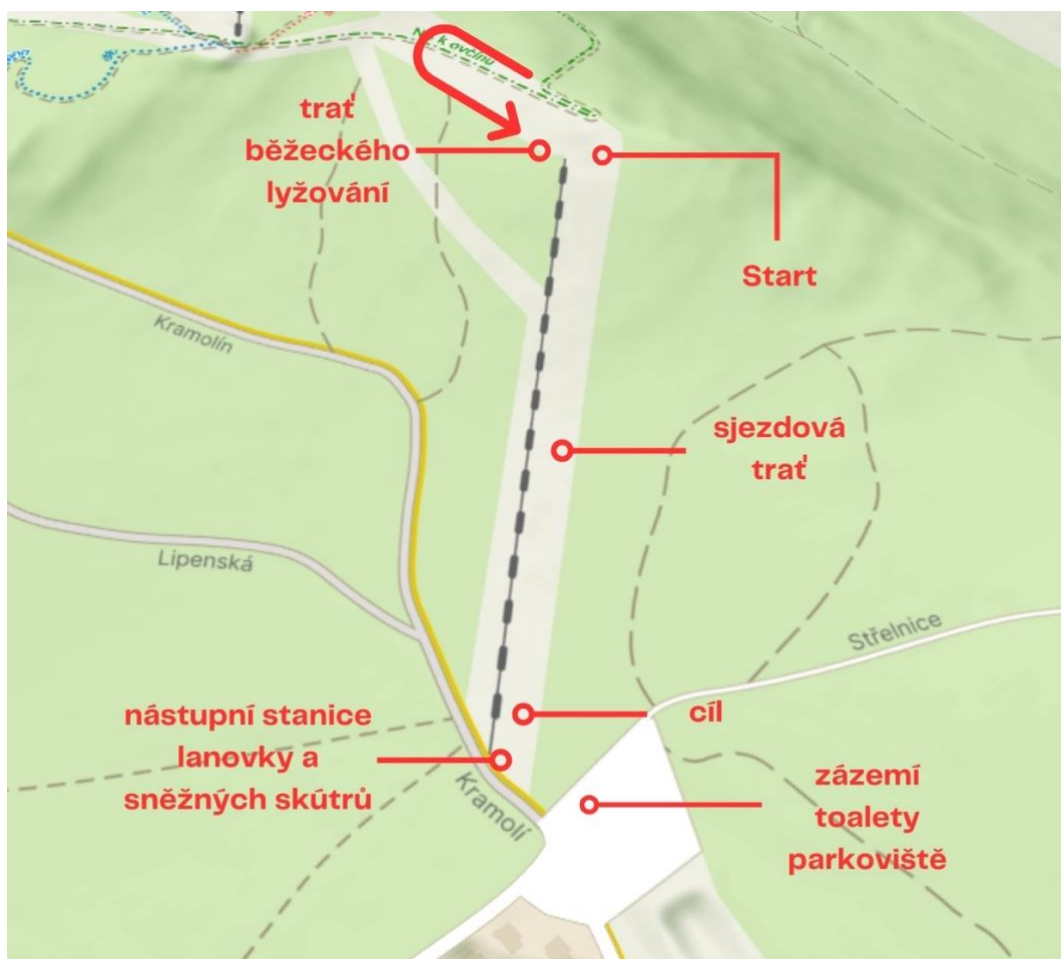 k ovčínu
trať
běžeckého
lyžování
Start
Kramolín
sjezdová
trať
Lipenská
Střelnice
nástupní stanice
lanovky a
sněžných skútrů
cíl
Kramolí
zázemí
toalety
parkoviště